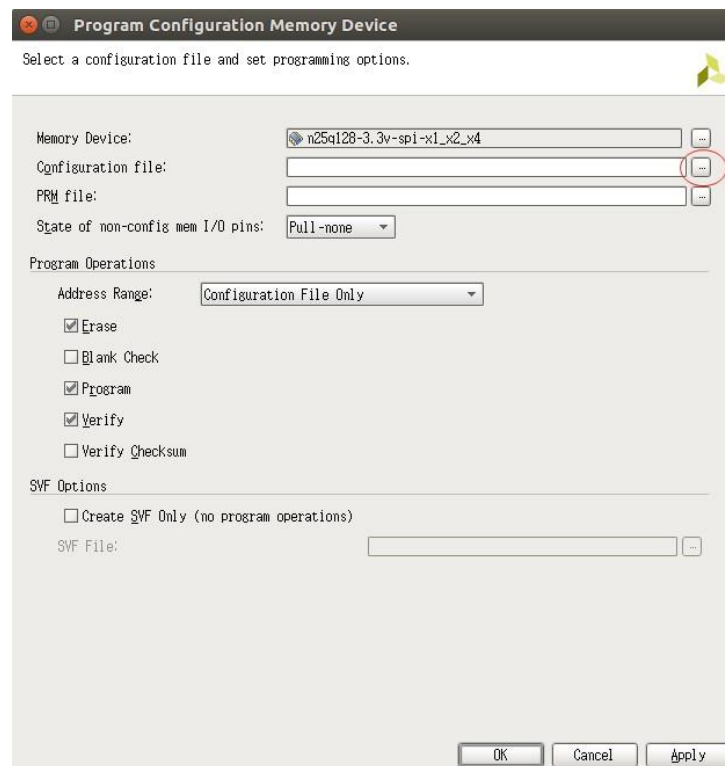 Program Configuration Memory Device
Select a configuration file and set programming options.
Memory Device:
n25q128-3.3v-spi-x1_x2_x4
...
Configuration file:
...
PRM file:
...
State of non-config mem I/O pins:
Pull-none
Program Operations
Address Range:
Configuration File Only
Erase
Blank Check
Program
Verify
Verify Checksum
SVF Options
Create SVF Only (no program operations)
SVF File:
...
OK
Cancel
Apply